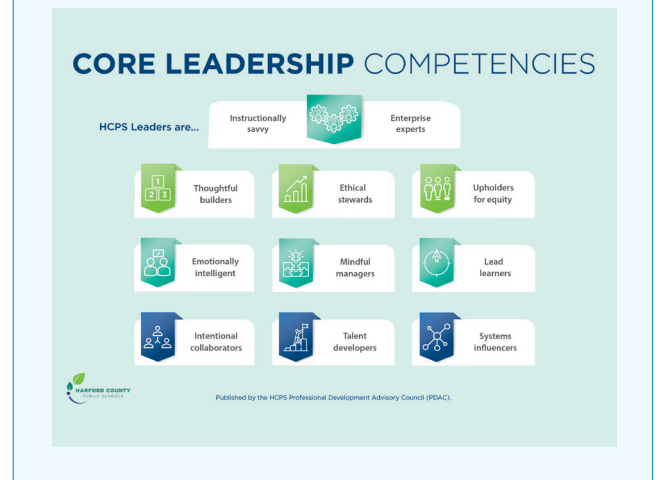 CORE LEADERSHIP COMPETENCIES
HCPS Leaders are...
Instructionally
savvy
Enterprise
experts
1
2 3
Thoughtful
builders
Ethical
stewards
Upholders
for equity
Emotionally
intelligent
Mindful
managers
N
Lead
learners
Intentional
collaborators
Talent
developers
Systems
influencers
HARFORD COUNTY
PUBLIC SCHOOLS
Published by the HCPS Professional Development Advisory Council (PDAC).